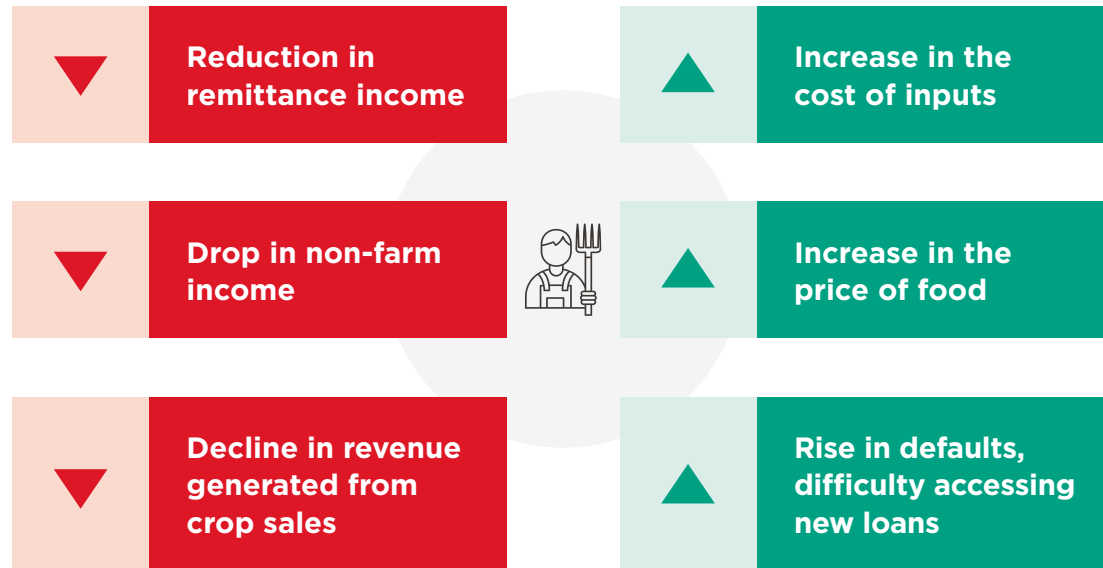 Reduction in
remittance income
Increase in the
cost of inputs
Drop in non-farm
income
Increase in the
price of food
Decline in revenue
generated from
crop sales
Rise in defaults,
difficulty accessing
new loans